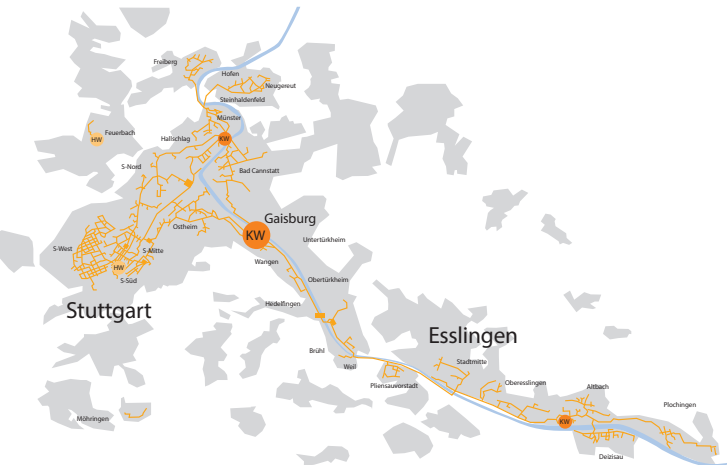 Freiberg
Hofen
Neugereut
Steinhaldenfeld
Münster
Feuerbach
HW
Hallschlag
KW
S-Nord
Bad Cannstatt
Gaisburg
Ostheim
KW
Untertürkheim
S-West
S-Mitte
Wangen
HW
S-Süd
Obertürkheim
Stuttgart
Hedelfingen
Esslingen
Brühl
Weil
Stadtmitte
Pliensauvorstadt
Oberesslingen
Altbach
Plochingen
Möhringen
KW
Deizisau